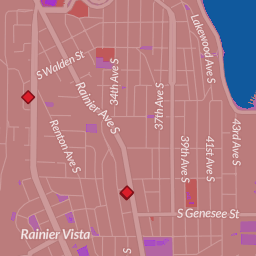 Lakewood Ave S
S Walden St
34th Ave S
Rainier Ave S
37th Ave S
Renton Ave S
39th Ave S
41st Ave S
43rd Ave S
S Genesee St
Rainier Vista
S